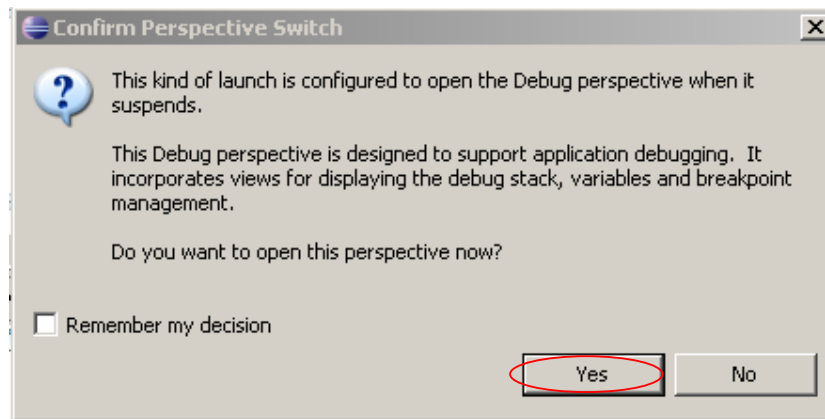 Confirm Perspective Switch
This kind of launch is configured to open the Debug perspective when it
suspends.
This Debug perspective is designed to support application debugging. It
incorporates views for displaying the debug stack, variables and breakpoint
management.
Do you want to open this perspective now?
Remember my decision
Yes
No